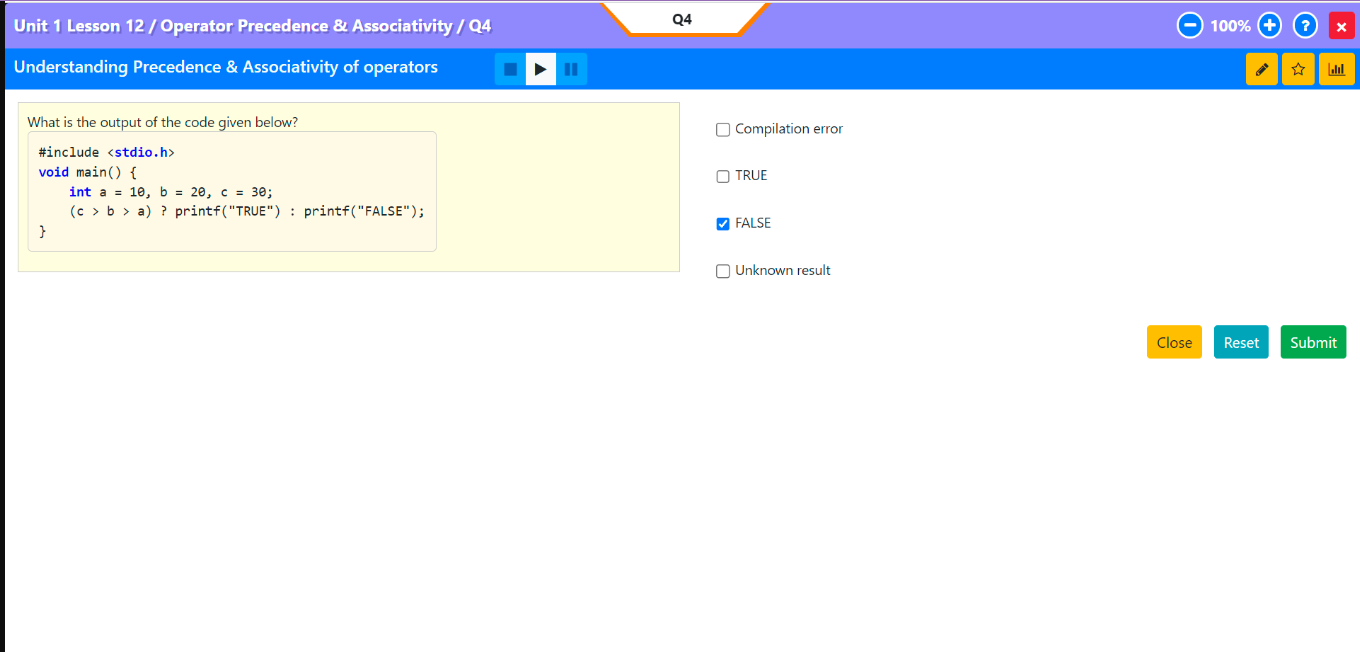 Unit 1 Lesson 12 / Operator Precedence & Associativity / Q4
Q4
100%
?
Understanding Precedence & Associativity of operators
What is the output of the code given below?
#include <stdio.h>
void main() {
    int a = 10, b = 20, c = 30;
    (c > b > a) ? printf("TRUE") : printf("FALSE");
}
Compilation error
TRUE
FALSE
Unknown result
Close
Reset
Submit